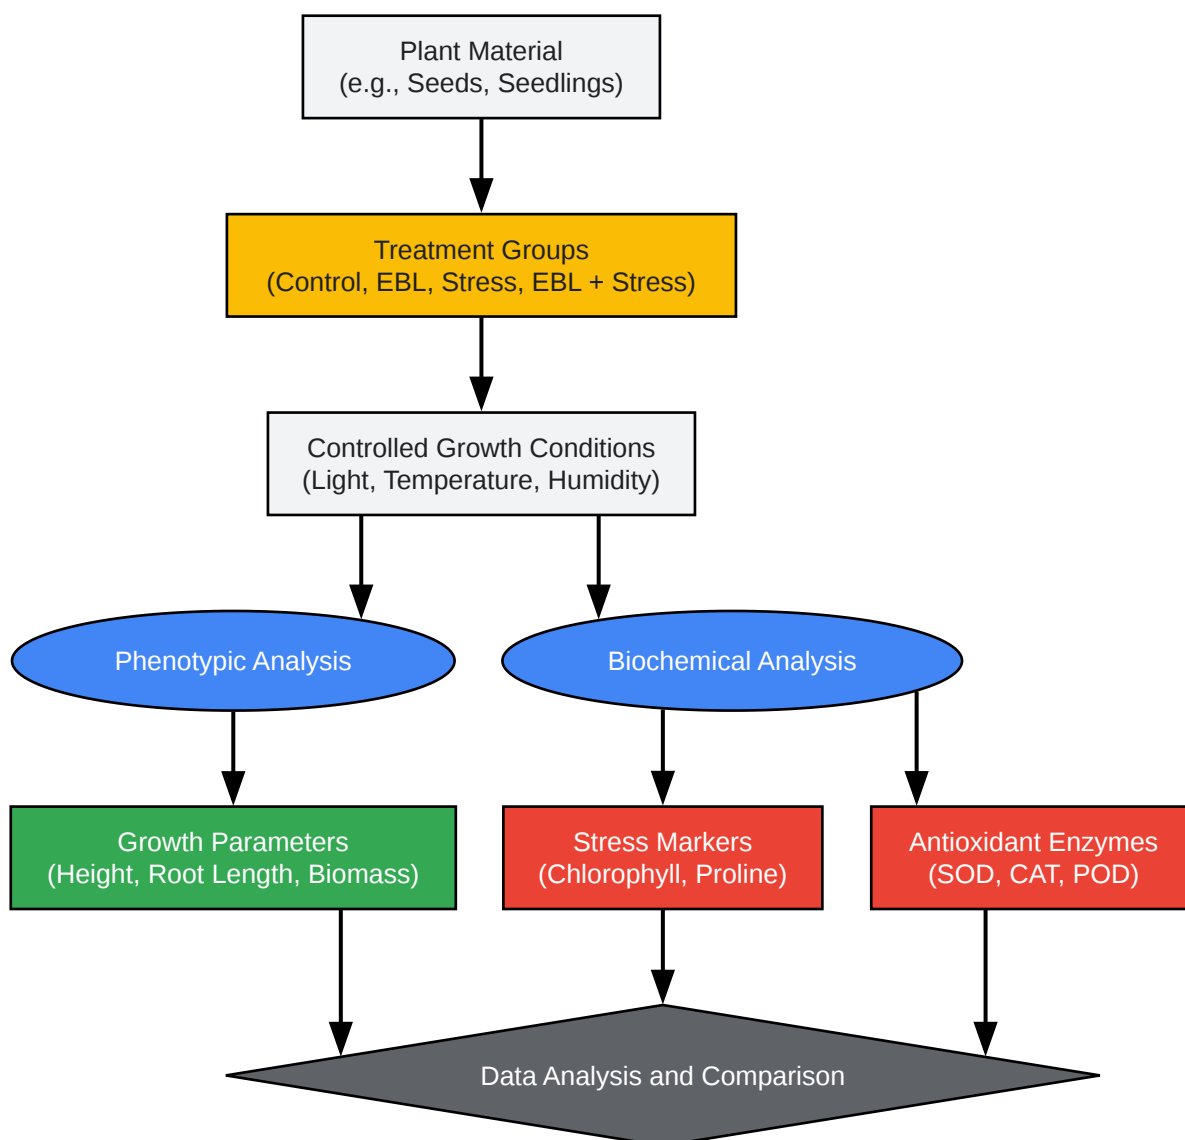 Plant Material
(e.g., Seeds, Seedlings)
Treatment Groups
(Control, EBL, Stress, EBL + Stress)
Controlled Growth Conditions
(Light, Temperature, Humidity)
Phenotypic Analysis
Biochemical Analysis
Growth Parameters
(Height, Root Length, Biomass)
Stress Markers
(Chlorophyll, Proline)
Antioxidant Enzymes
(SOD, CAT, POD)
Data Analysis and Comparison